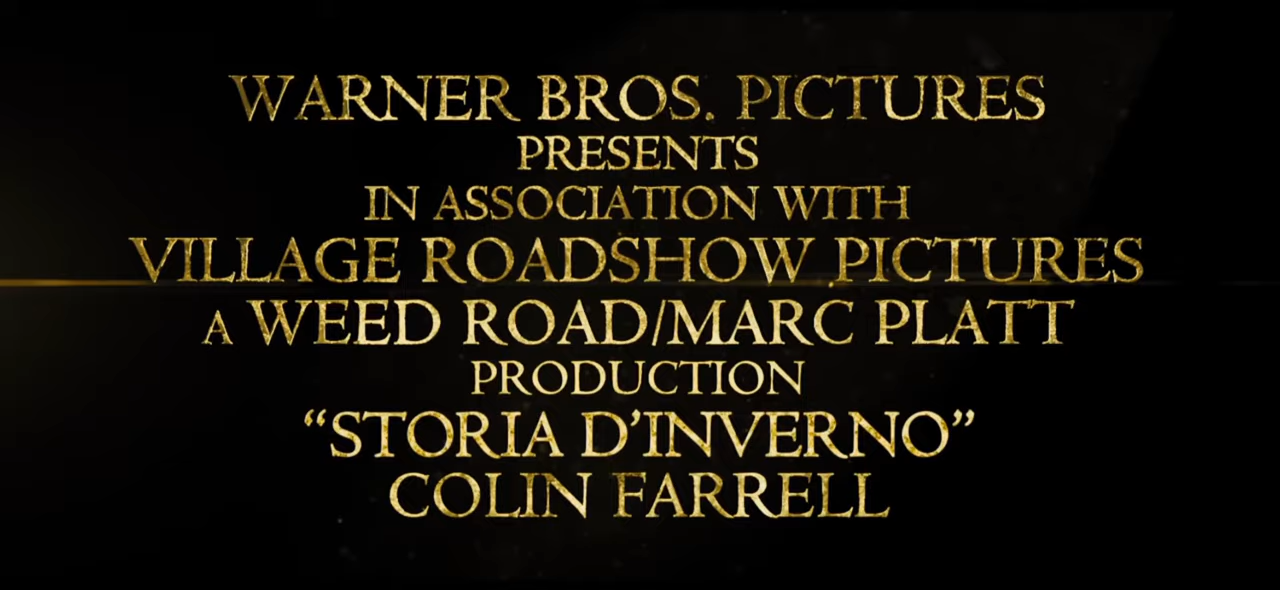 WARNER BROS. PICTURES
PRESENTS
IN ASSOCIATION WITH
VILLAGE ROADSHOW PICTURES
A WEED ROAD/MARC PLATT
PRODUCTION
“STORIA D’INVERNO”
COLIN FARRELL